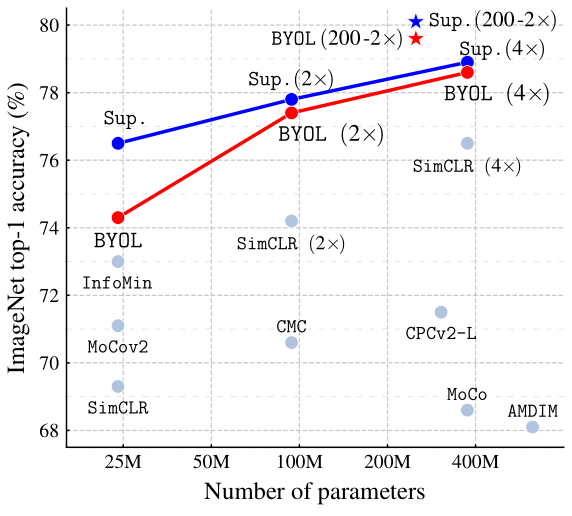 80
Sup. (200-2×)
BYOL (200-2×)
Sup. (4×)
78
Sup. (2×)
BYOL (4×)
Sup.
BYOL (2×)
76
SimCLR (4×)
74
BYOL
SimCLR (2×)
InfoMin
72
CMC
CPCv2-L
MoCov2
70
SimCLR
MoCo
AMDIM
68
25M 50M 100M 200M 400M
Number of parameters
ImageNet top-1 accuracy (%)